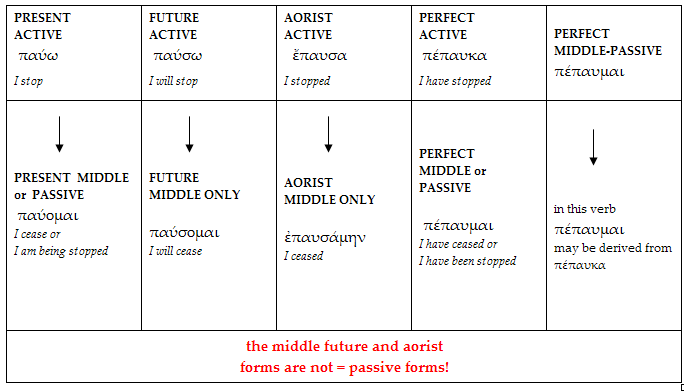 PRESENT
ACTIVE
παύω
I stop
FUTURE
ACTIVE
παύσω
I will stop
AORIST
ACTIVE
ἔπαυσα
I stopped
PERFECT
ACTIVE
πέπαυκα
I have stopped
PERFECT
MIDDLE-PASSIVE
πέπαυμαι
PRESENT MIDDLE
or PASSIVE
παύομαι
I cease or
I am being stopped
FUTURE
MIDDLE ONLY
παύσομαι
I will cease
AORIST
MIDDLE ONLY
ἐπαυσάμην
I ceased
PERFECT
MIDDLE or
PASSIVE
πέπαυμαι
I have ceased or
I have been stopped
in this verb
πέπαυμαι
may be derived from
πέπαυκα
the middle future and aorist
forms are not = passive forms!